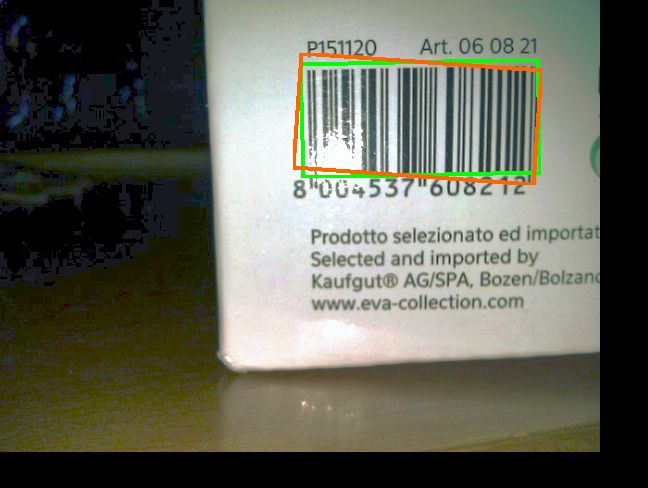 P151120 Art. 06 08 21
8 004537 608212
Prodotto selezionato ed
Selected and imported by
Kaufgut® AG/SPA, Bozen/Bolzano
www.eva-collection.com